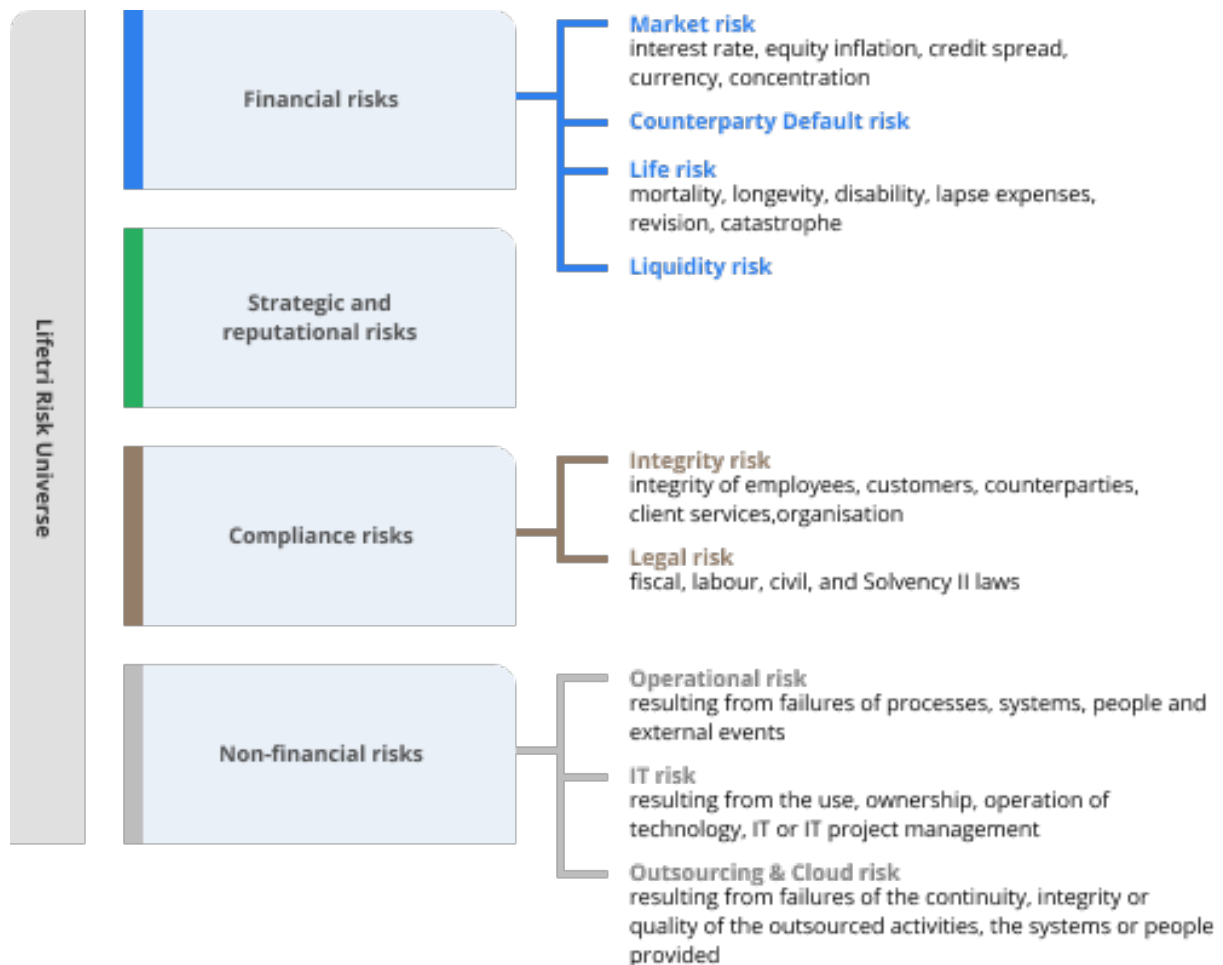 Lifetri Risk Universe
Financial risks
Market risk
interest rate, equity inflation, credit spread,
currency, concentration
Counterparty Default risk
Life risk
mortality, longevity, disability, lapse expenses,
revision, catastrophe
Liquidity risk
Strategic and
reputational risks
Compliance risks
Integrity risk
integrity of employees, customers, counterparties,
client services,organisation
Legal risk
fiscal, labour, civil, and Solvency II laws
Non-financial risks
Operational risk
resulting from failures of processes, systems, people and
external events
IT risk
resulting from the use, ownership, operation of
technology, IT or IT project management
Outsourcing & Cloud risk
resulting from failures of the continuity, integrity or
quality of the outsourced activities, the systems or people
provided